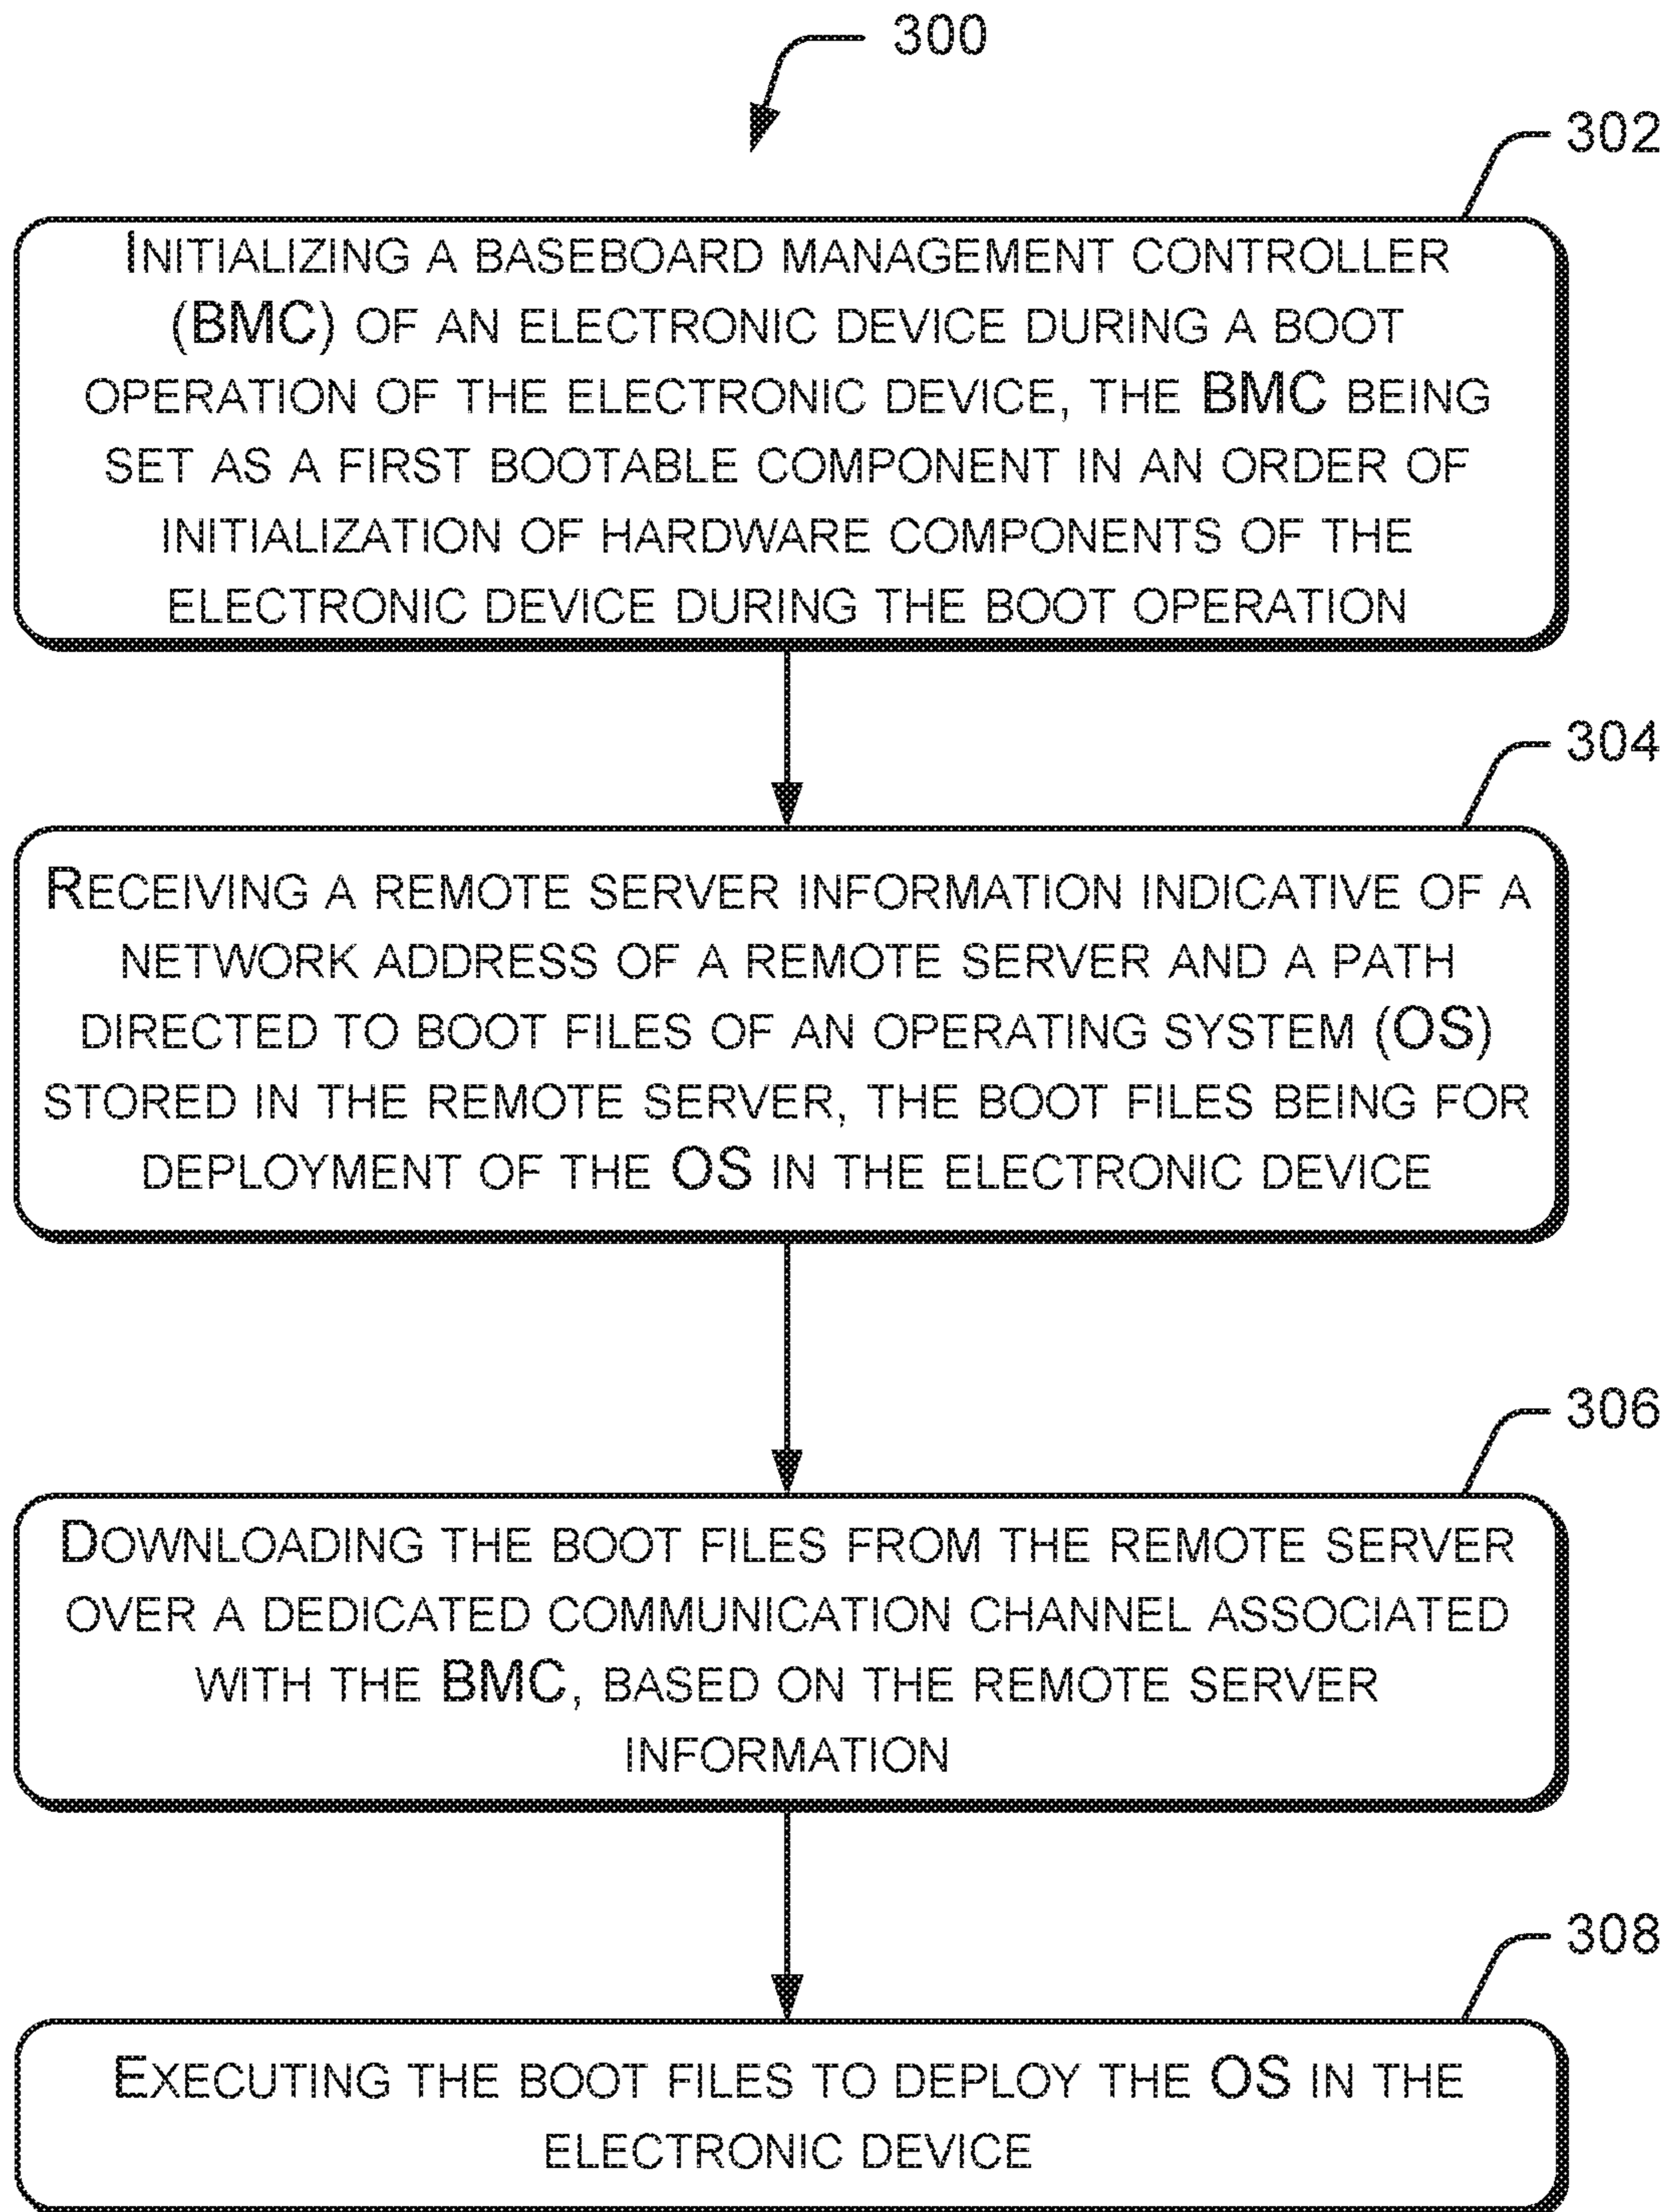 300
302
INITIALIZING A BASEBOARD MANAGEMENT CONTROLLER
(BMC) OF AN ELECTRONIC DEVICE DURING A BOOT
OPERATION OF THE ELECTRONIC DEVICE, THE BMC BEING
SET AS A FIRST BOOTABLE COMPONENT IN AN ORDER OF
INITIALIZATION OF HARDWARE COMPONENTS OF THE
ELECTRONIC DEVICE DURING THE BOOT OPERATION
304
RECEIVING A REMOTE SERVER INFORMATION INDICATIVE OF A
NETWORK ADDRESS OF A REMOTE SERVER AND A PATH
DIRECTED TO BOOT FILES OF AN OPERATING SYSTEM (OS)
STORED IN THE REMOTE SERVER, THE BOOT FILES BEING FOR
DEPLOYMENT OF THE OS IN THE ELECTRONIC DEVICE
306
DOWNLOADING THE BOOT FILES FROM THE REMOTE SERVER
OVER A DEDICATED COMMUNICATION CHANNEL ASSOCIATED
WITH THE BMC, BASED ON THE REMOTE SERVER
INFORMATION
308
EXECUTING THE BOOT FILES TO DEPLOY THE OS IN THE
ELECTRONIC DEVICE